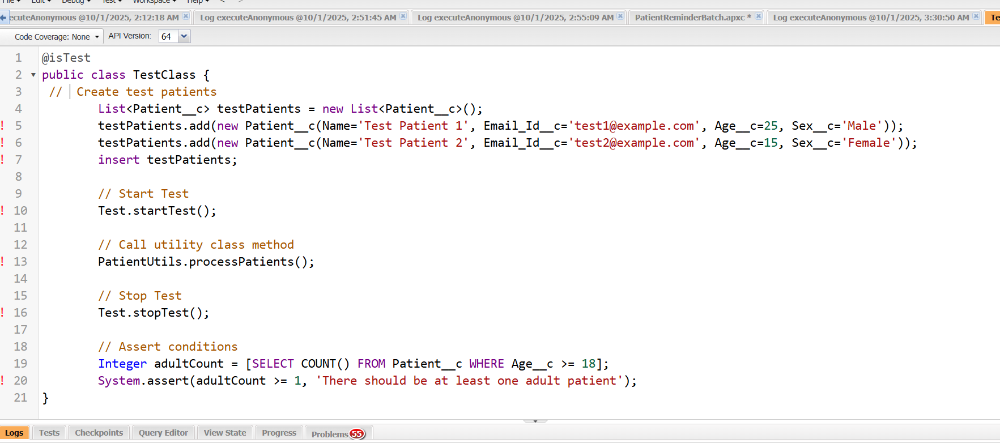 File Edit Debug Test Workspace Help < >
ecuteAnonymous @10/1/2025, 2:12:18 AM Log executeAnonymous @10/1/2025, 2:51:45 AM Log executeAnonymous @10/1/2025, 2:55:09 AM PatientReminderBatch.apxc * Log executeAnonymous @10/1/2025, 3:30:50 AM Te
Code Coverage: None API Version: 64
1 @isTest
2 public class TestClass {
3 // Create test patients
4 List<Patient__c> testPatients = new List<Patient__c>();
! 5 testPatients.add(new Patient__c(Name='Test Patient 1', Email_Id__c='test1@example.com', Age__c=25, Sex__c='Male'));
! 6 testPatients.add(new Patient__c(Name='Test Patient 2', Email_Id__c='test2@example.com', Age__c=15, Sex__c='Female'));
! 7 insert testPatients;
8
9 // Start Test
! 10 Test.startTest();
11
12 // Call utility class method
! 13 PatientUtils.processPatients();
14
15 // Stop Test
! 16 Test.stopTest();
17
18 // Assert conditions
19 Integer adultCount = [SELECT COUNT() FROM Patient__c WHERE Age__c >= 18];
! 20 System.assert(adultCount >= 1, 'There should be at least one adult patient');
21 }
Logs Tests Checkpoints Query Editor View State Progress Problems 55